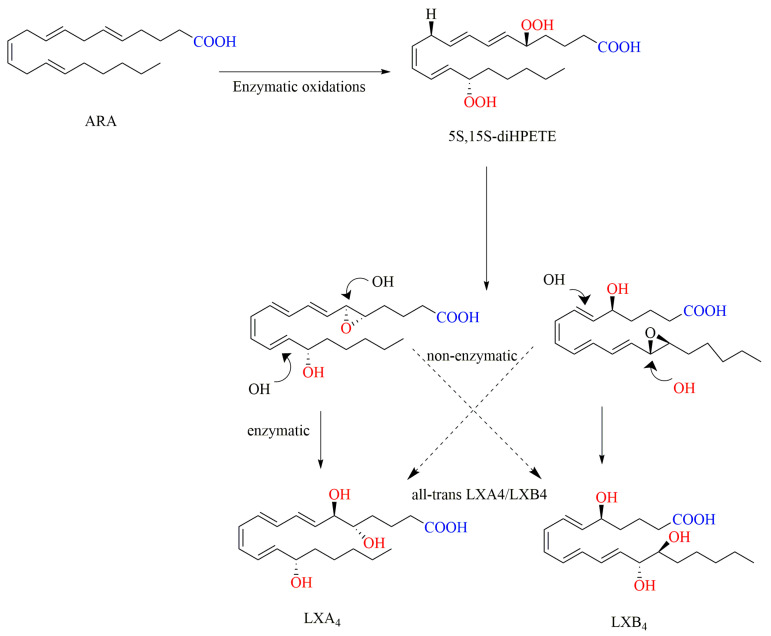 H
OOH
COOH
COOH
Enzymatic oxidations
OOH
ARA
5S,15S-diHPETE
OH
OH
OH
COOH
COOH
O
O
non-enzymatic
OH
OH
OH
enzymatic
all-trans LXA4/LXB4
OH
OH
COOH
COOH
OH
OH
OH
OH
LXA4
LXB4